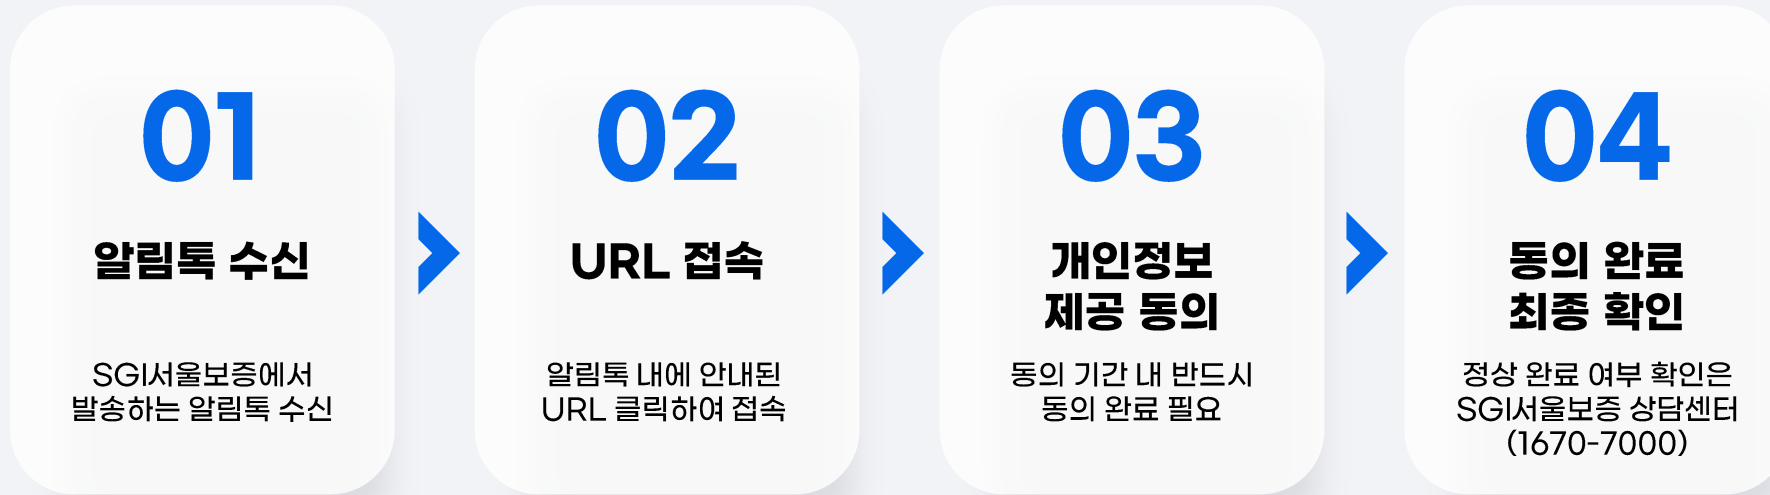 01
알림톡 수신
SGI서울보증에서
발송하는 알림톡 수신
02
URL 접속
알림톡 내에 안내된
URL 클릭하여 접속
03
개인정보
제공 동의
동의 기간 내 반드시
동의 완료 필요
04
동의 완료
최종 확인
정상 완료 여부 확인은
SGI서울보증 상담센터
(1670-7000)